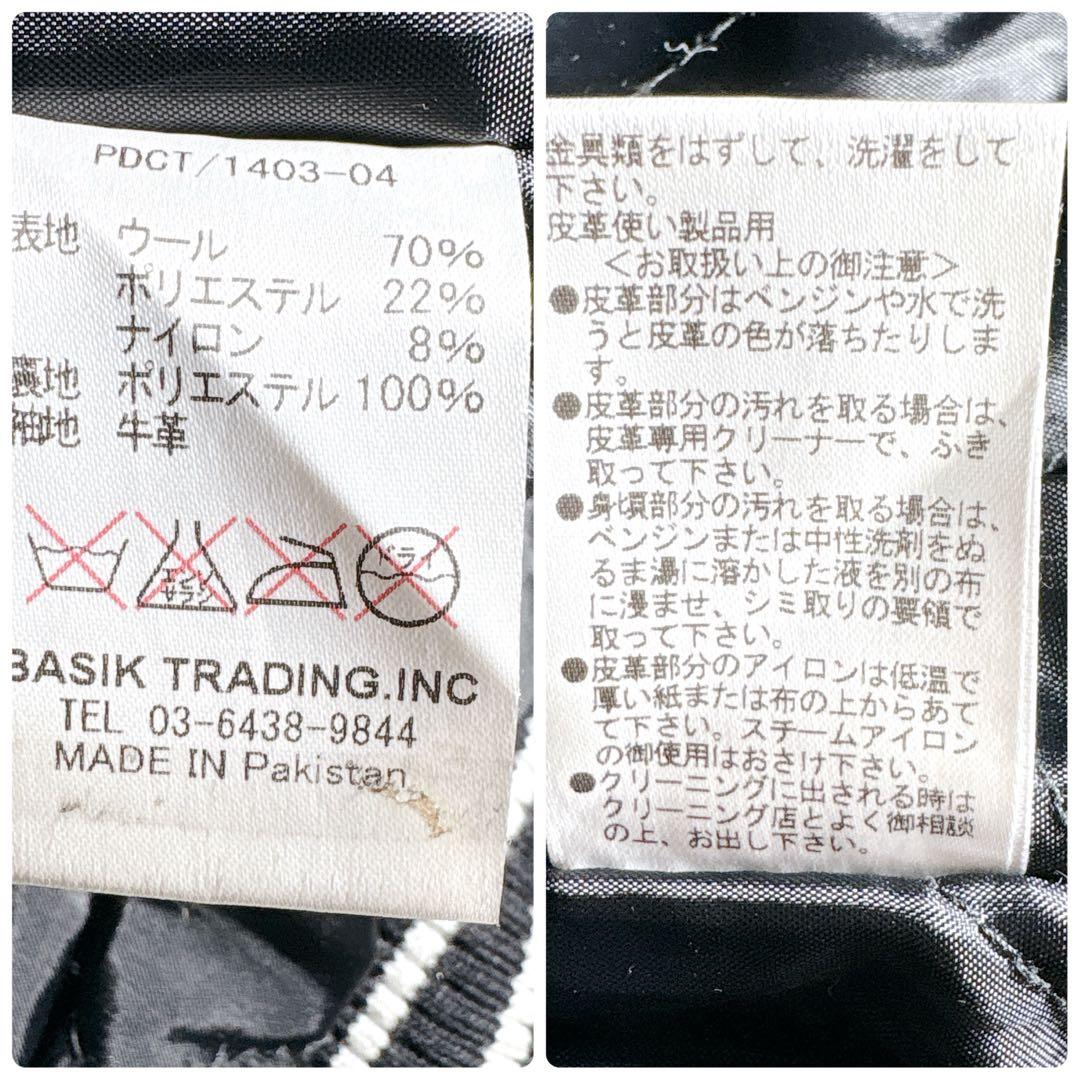 PDCT/1403-04
表地 ウール 70%
ポリエステル 22%
ナイロン 8%
裏地 ポリエステル 100%
袖地 牛革
エンソ サラシ
ドライ
BASIK TRADING.INC
TEL 03-6438-9844
MADE IN Pakistan
金具類をはずして、洗濯をして
下さい。
皮革使い製品用
＜お取扱い上の御注意＞
●皮革部分はベンジンや水で洗
うと皮革の色が落ちたりしま
す。
●皮革部分の汚れを取る場合は、
皮革専用クリーナーで、ふき
取って下さい。
●身頃部分の汚れを取る場合は、
ベンジンまたは中性洗剤をぬ
るま湯に溶かした液を別の布
に浸ませ、シミ取りの要領で
取って下さい。
●皮革部分のアイロンは低温で
厚い紙または布の上からあて
て下さい。スチームアイロン
の御使用はおさけ下さい。
●クリーニングに出される時は
クリーニング店とよく御相談
の上、お出し下さい。